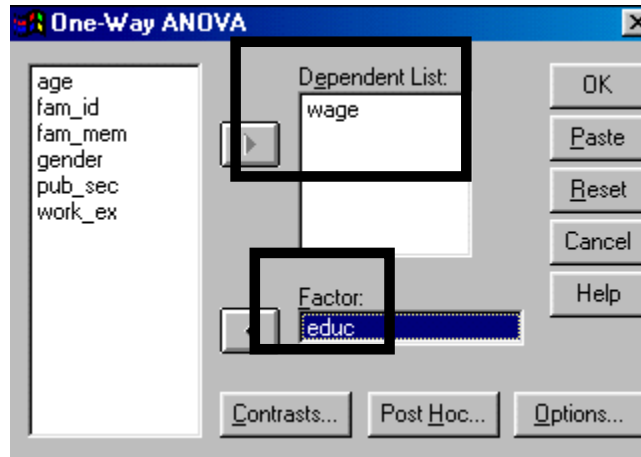 One-Way ANOVA
age
fam_id
fam_mem
gender
pub_sec
work_ex
Dependent List:
wage
Factor:
educ
OK
Paste
Reset
Cancel
Help
Contrasts...
Post Hoc...
Options...